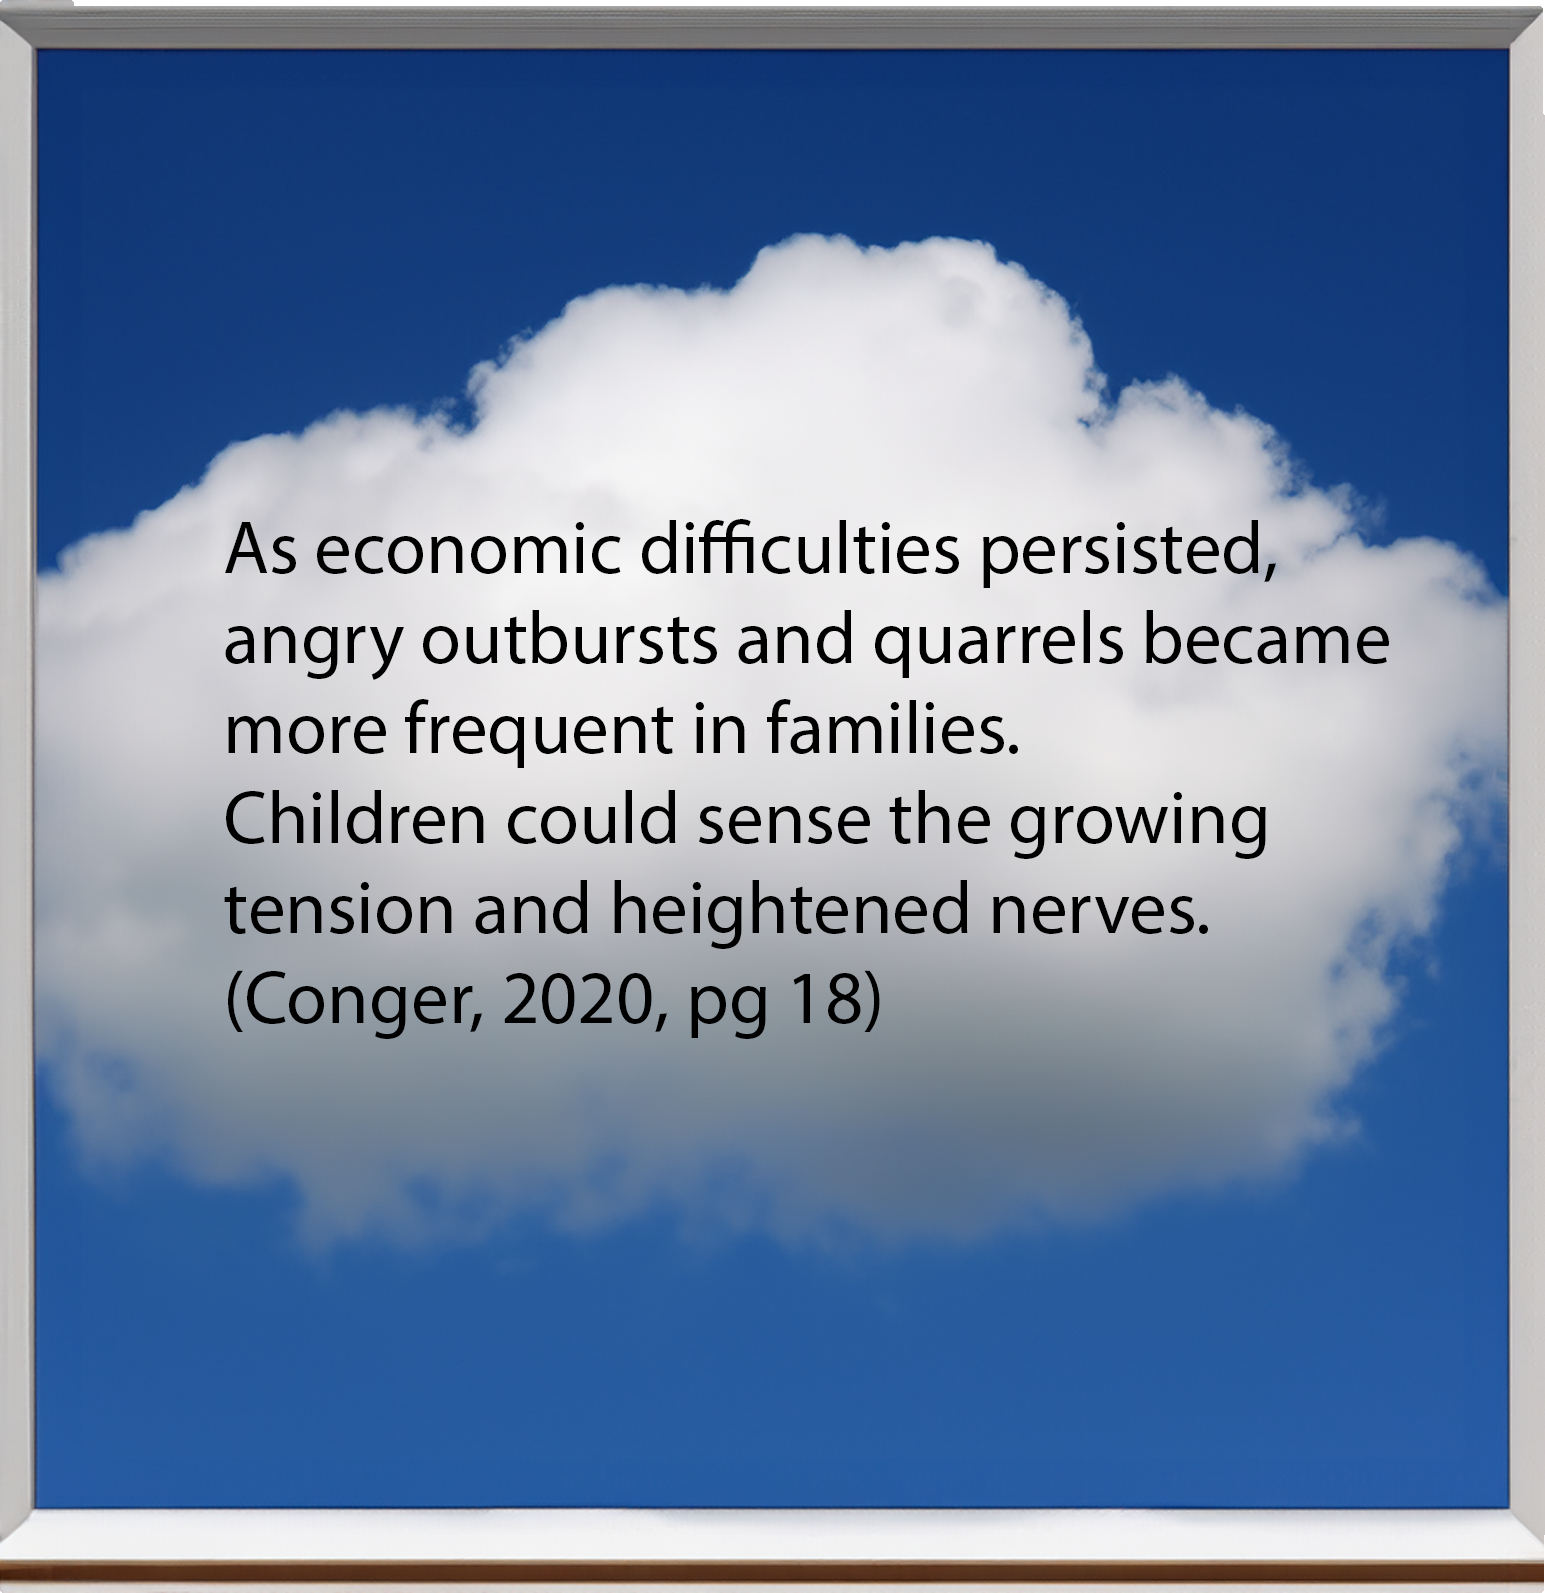 As economic difficulties persisted,
angry outbursts and quarrels became
more frequent in families.
Children could sense the growing
tension and heightened nerves.
(Conger, 2020, pg 18)